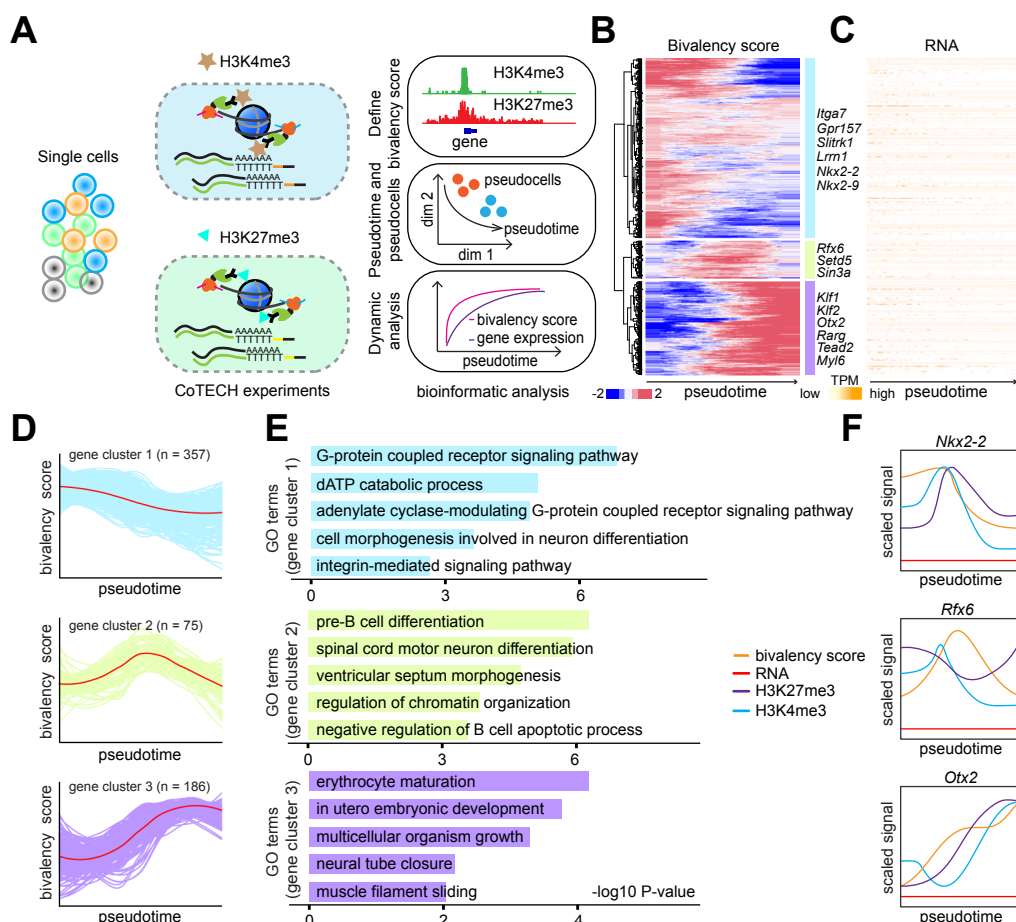 A
H3K4me3
Single cells
AAAAAA
TTTTTT
AAAAAA
TTTTTT
H3K27me3
AAAAAA
TTTTTT
AAAAAA
TTTTTT
CoTECH experiments
Define
bivalency score
H3K4me3
H3K27me3
gene
Pseudotime and
pseudocells
dim 2
pseudocells
pseudotime
dim 1
Dynamic
analysis
bivalency score
gene expression
pseudotime
bioinformatic analysis
B
Bivalency score
Itga7
Gpr157
Slitrk1
Lrrn1
Nkx2-2
Nkx2-9
Rfx6
Setd5
Sin3a
Klf1
Klf2
Otx2
Rarg
Tead2
Myl6
pseudotime
-2
2
C
RNA
TPM
low
high
pseudotime
D
gene cluster 1 (n = 357)
bivalency score
pseudotime
gene cluster 2 (n = 75)
bivalency score
pseudotime
gene cluster 3 (n = 186)
bivalency score
pseudotime
E
GO terms
(gene cluster 1)
G-protein coupled receptor signaling pathway
dATP catabolic process
adenylate cyclase-modulating G-protein coupled receptor signaling pathway
cell morphogenesis involved in neuron differentiation
integrin-mediated signaling pathway
0 3 6
GO terms
(gene cluster 2)
pre-B cell differentiation
spinal cord motor neuron differentiation
ventricular septum morphogenesis
regulation of chromatin organization
negative regulation of B cell apoptotic process
0 3 6
GO terms
(gene cluster 3)
erythrocyte maturation
in utero embryonic development
multicellular organism growth
neural tube closure
muscle filament sliding
-log10 P-value
0 2 4
F
bivalency score
RNA
H3K27me3
H3K4me3
Nkx2-2
scaled signal
pseudotime
Rfx6
scaled signal
pseudotime
Otx2
scaled signal
pseudotime